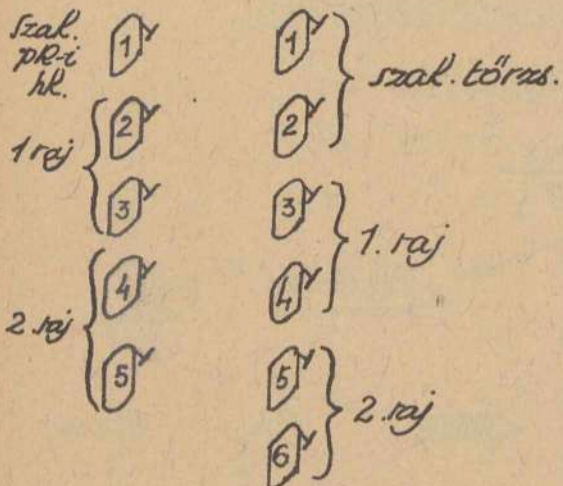 szak.
pk-i
hk.
1
1 raj
2
3
2. raj
4
5
1
2
szak. törzs.
3
4
1. raj
5
6
2. raj